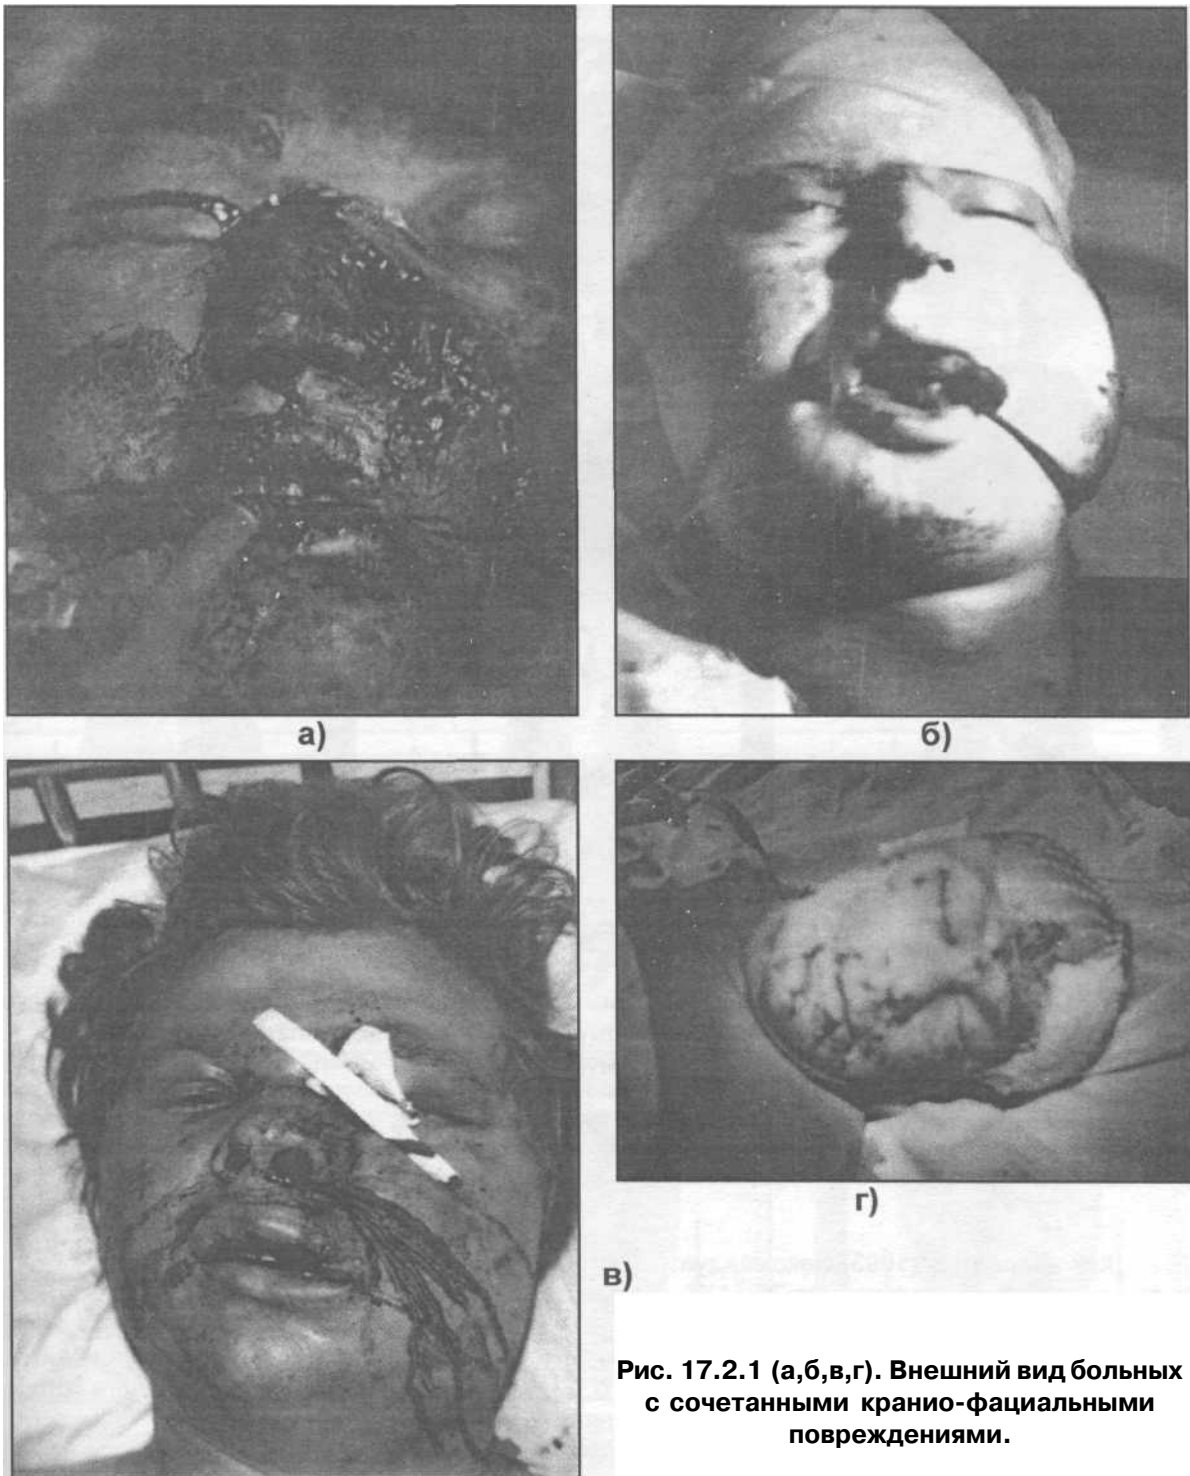 а)
б)
г)
в)
Рис. 17.2.1 (а,б,в,г). Внешний вид больных
с сочетанными кранио-фациальными
повреждениями.